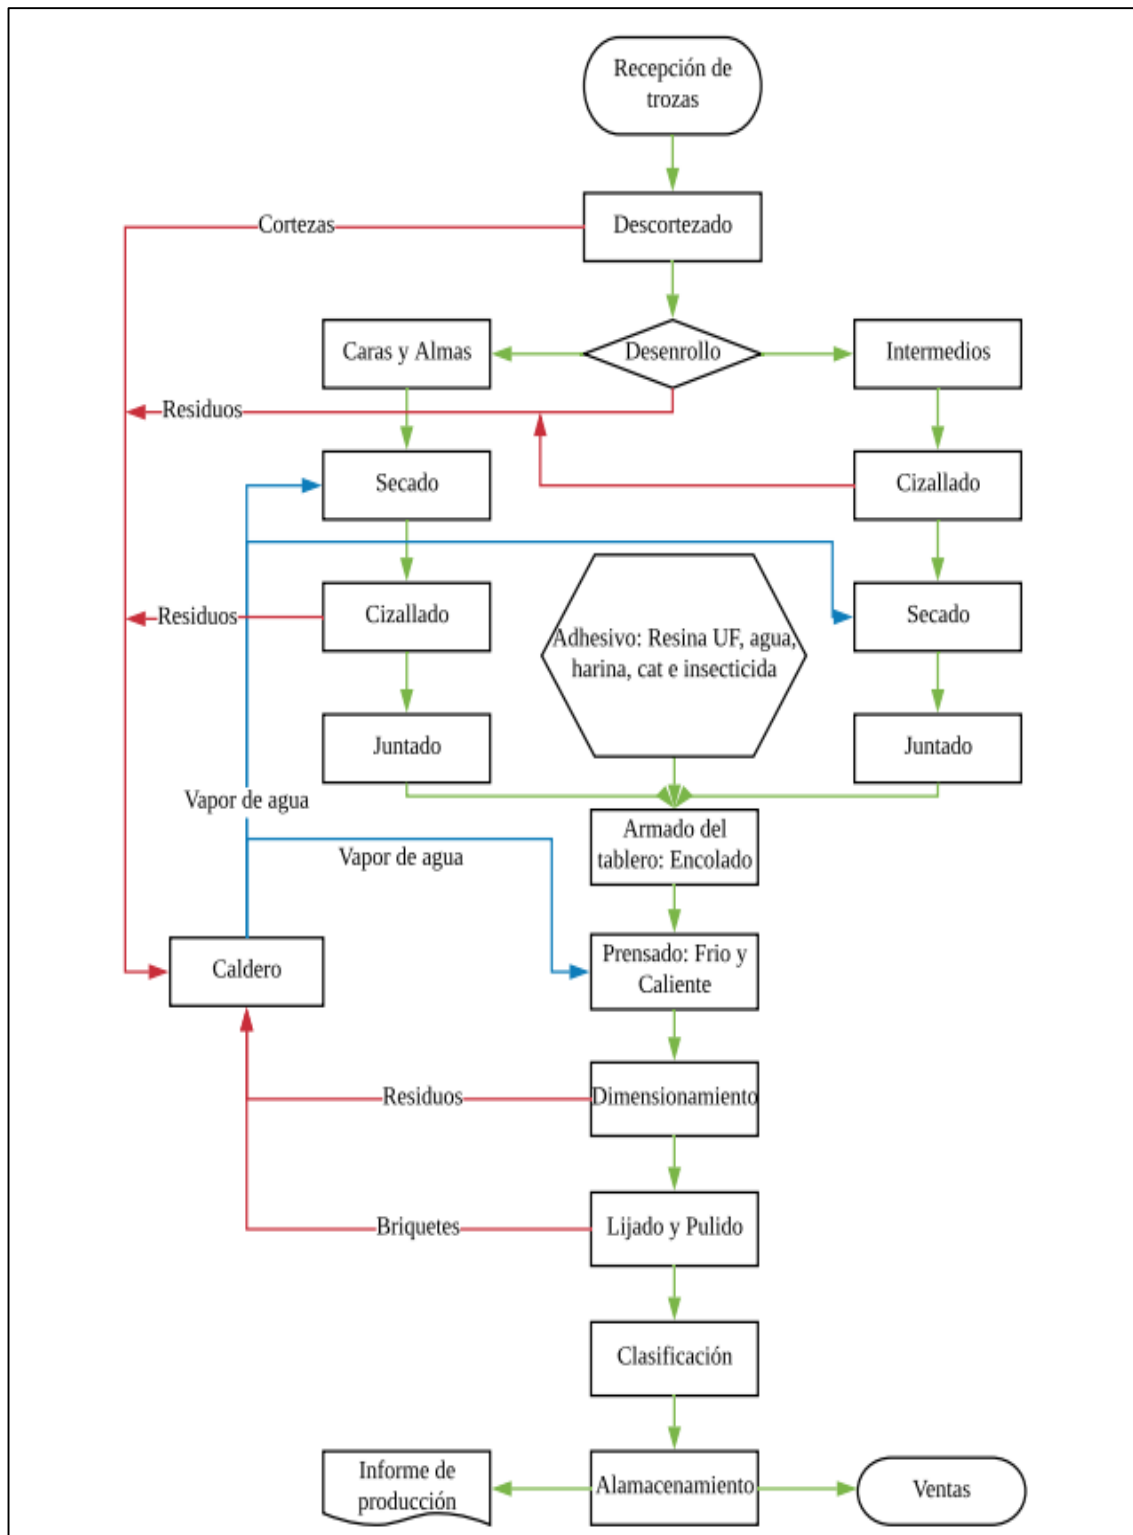 Recepción de
trozas
Cortezas
Descortezado
Caras y Almas
Desenrollo
Intermedios
Residuos
Secado
Cizallado
Residuos
Cizallado
Adhesivo: Resina UF, agua,
harina, cat e insecticida
Secado
Juntado
Juntado
Vapor de agua
Armado del
tablero: Encolado
Vapor de agua
Caldero
Prensado: Frio y
Caliente
Residuos
Dimensionamiento
Briquetes
Lijado y Pulido
Clasificación
Informe de
producción
Alamacenamiento
Ventas